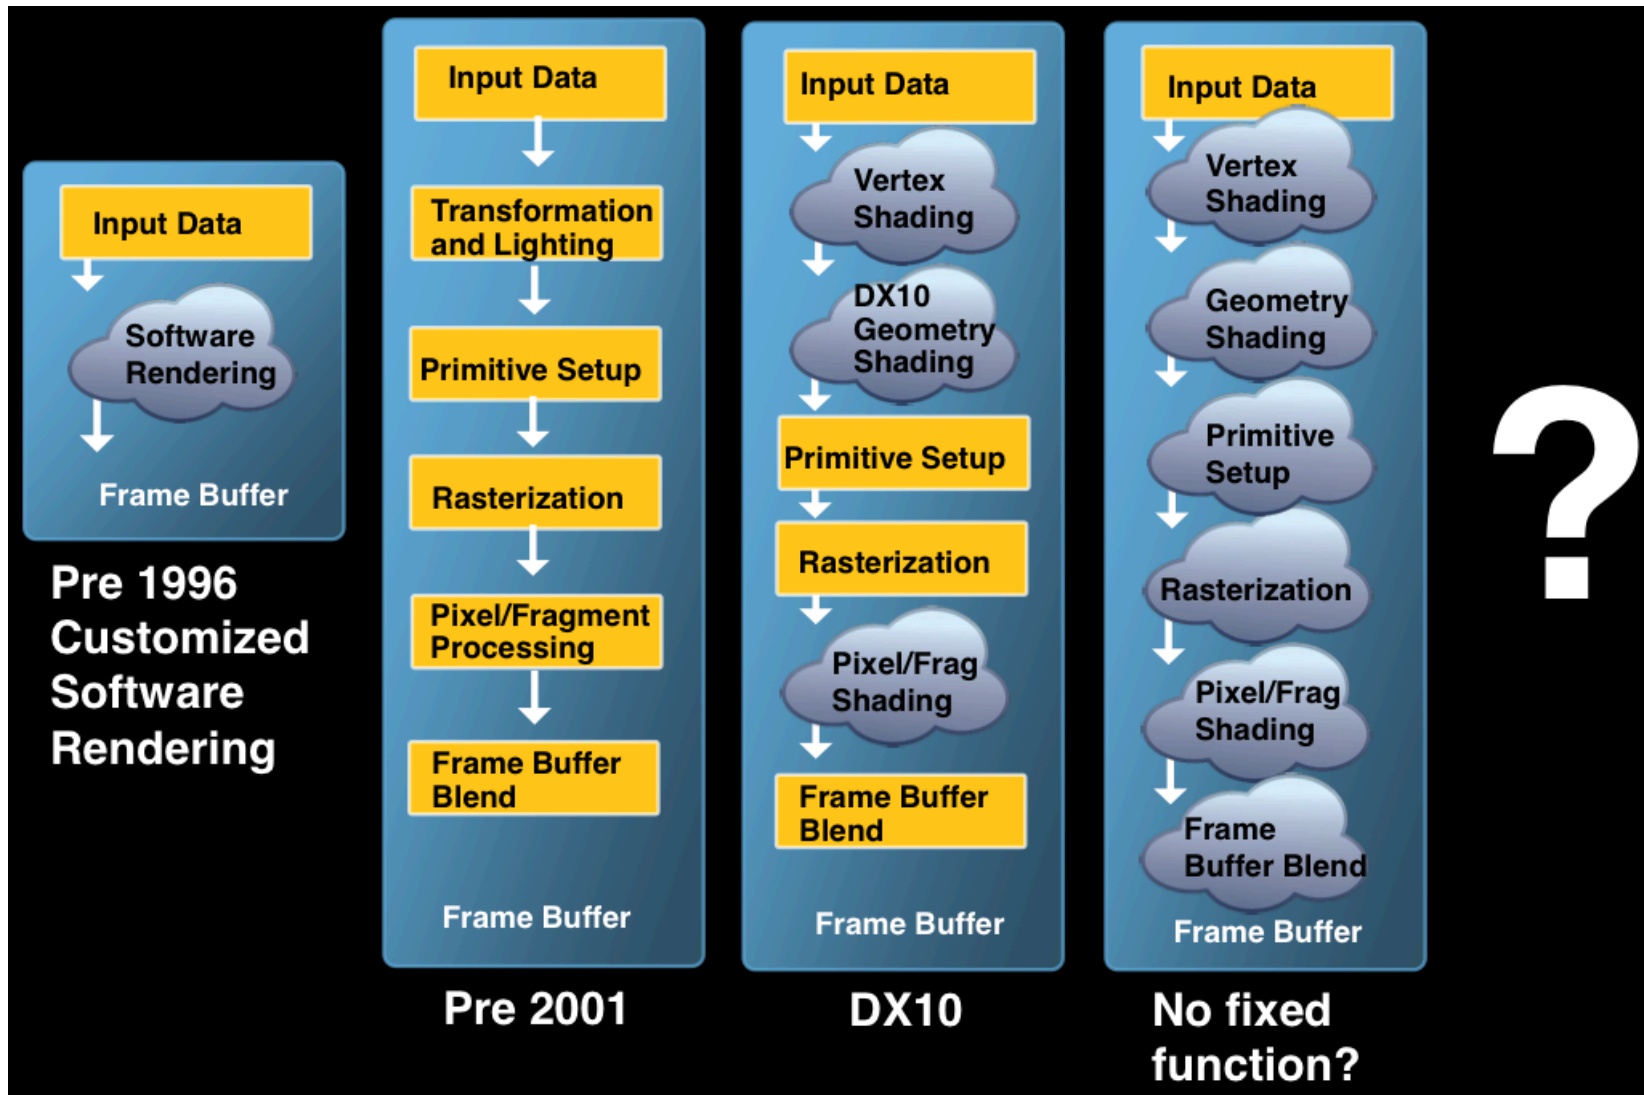 Input Data
Software
Rendering
Frame Buffer
Pre 1996
Customized
Software
Rendering
Input Data
Transformation
and Lighting
Primitive Setup
Rasterization
Pixel/Fragment
Processing
Frame Buffer
Blend
Frame Buffer
Pre 2001
Input Data
Vertex
Shading
DX10
Geometry
Shading
Primitive Setup
Rasterization
Pixel/Frag
Shading
Frame Buffer
Blend
Frame Buffer
DX10
Input Data
Vertex
Shading
Geometry
Shading
Primitive
Setup
Rasterization
Pixel/Frag
Shading
Frame
Buffer Blend
Frame Buffer
No fixed
function?
?